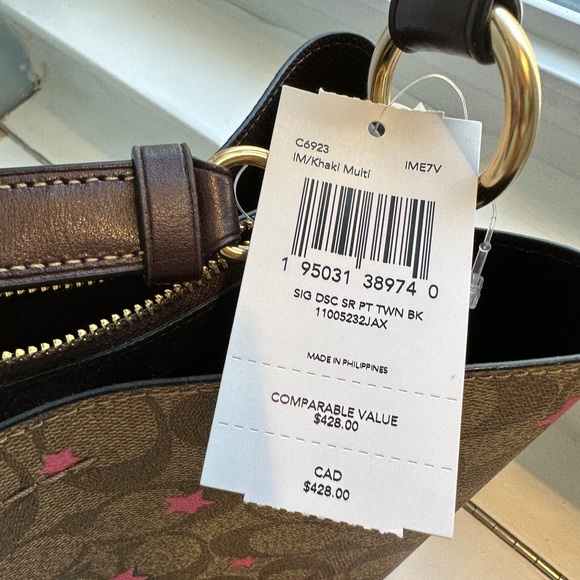 C6923
IM/Khaki Multi IME7V
1 95031 38974 0
SIG DSC SR PT TWN BK
11005232JAX
MADE IN PHILIPPINES
COMPARABLE VALUE
$428.00
CAD
$428.00